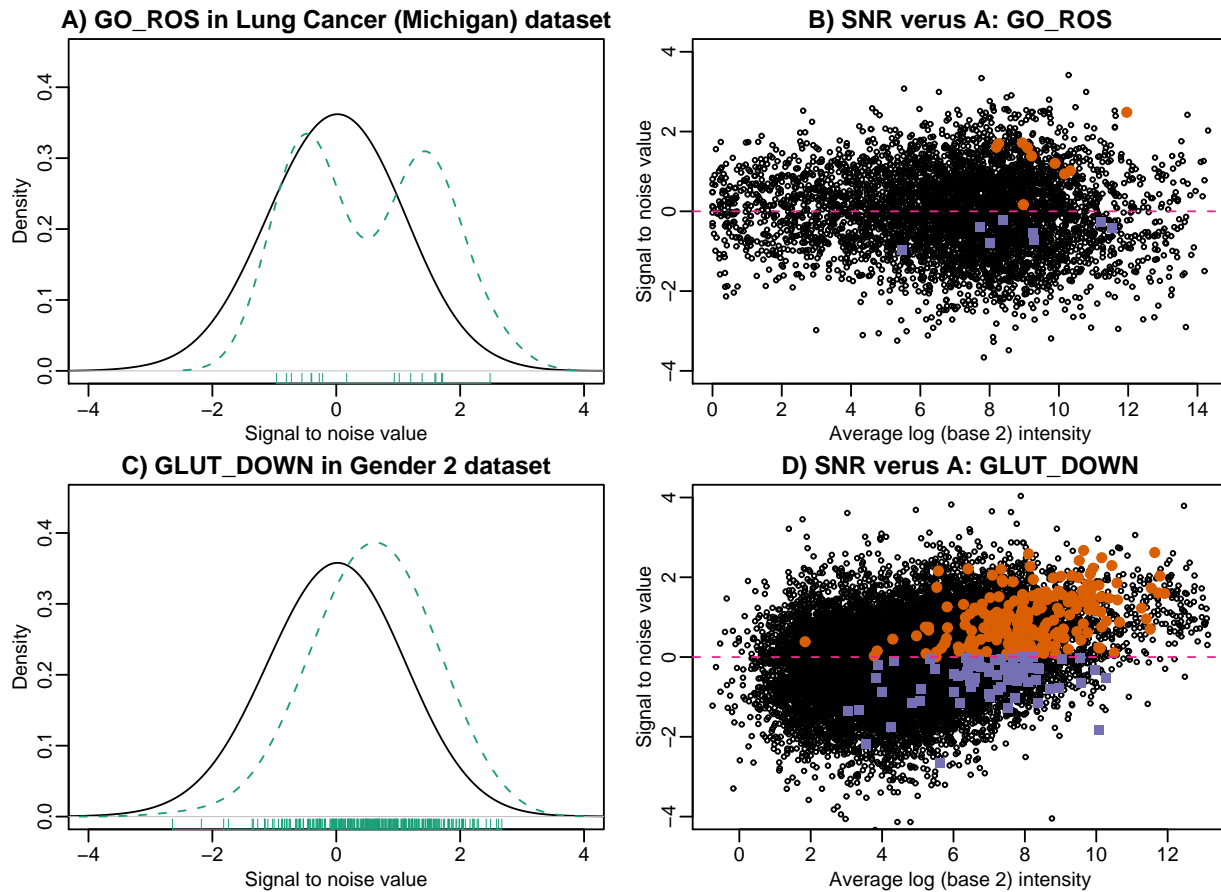 A) GO_ROS in Lung Cancer (Michigan) dataset
Density
0.0 0.1 0.2 0.3 0.4
−4 −2 0 2 4
Signal to noise value
B) SNR verus A: GO_ROS
Signal to noise value
−4 −2 0 2 4
0 2 4 6 8 10 12 14
Average log (base 2) intensity
C) GLUT_DOWN in Gender 2 dataset
Density
0.0 0.1 0.2 0.3 0.4
−4 −2 0 2 4
Signal to noise value
D) SNR verus A: GLUT_DOWN
Signal to noise value
−4 −2 0 2 4
0 2 4 6 8 10 12
Average log (base 2) intensity